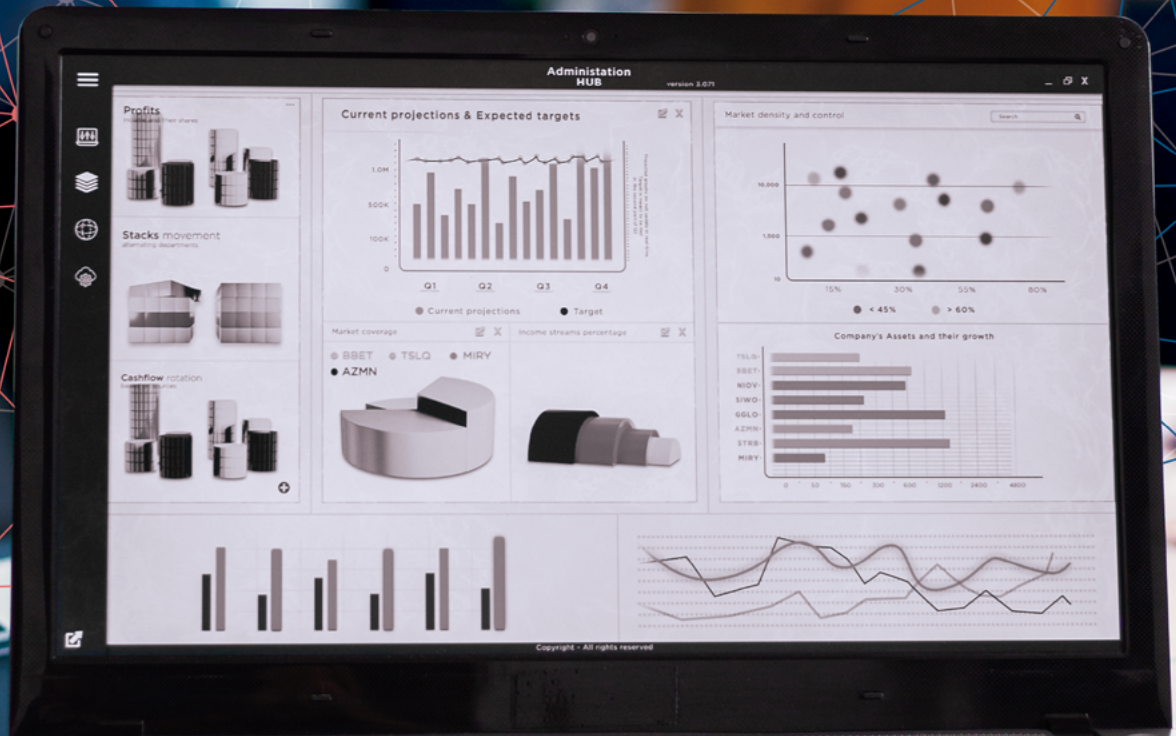 Administation
HUB
version 2.071
Profits
Stacks movement
alternating departments
Cashflow rotation
Current projections & Expected targets
1.0M
500K
100K
0
Q1
Q2
Q3
Q4
Current projections
Target
Market coverage
BBET
TSLQ
MIRY
AZMN
Income streams percentage
Market density and control
Search
10,000
1,500
10
15%
30%
55%
80%
< 45%
> 60%
Company's Assets and their growth
TSLQ
BBET
NIOV
SIWO
GGLO
AZMN
STRB
MIRY
0
50
150
300
600
1200
2400
4800
Copyright - All rights reserved